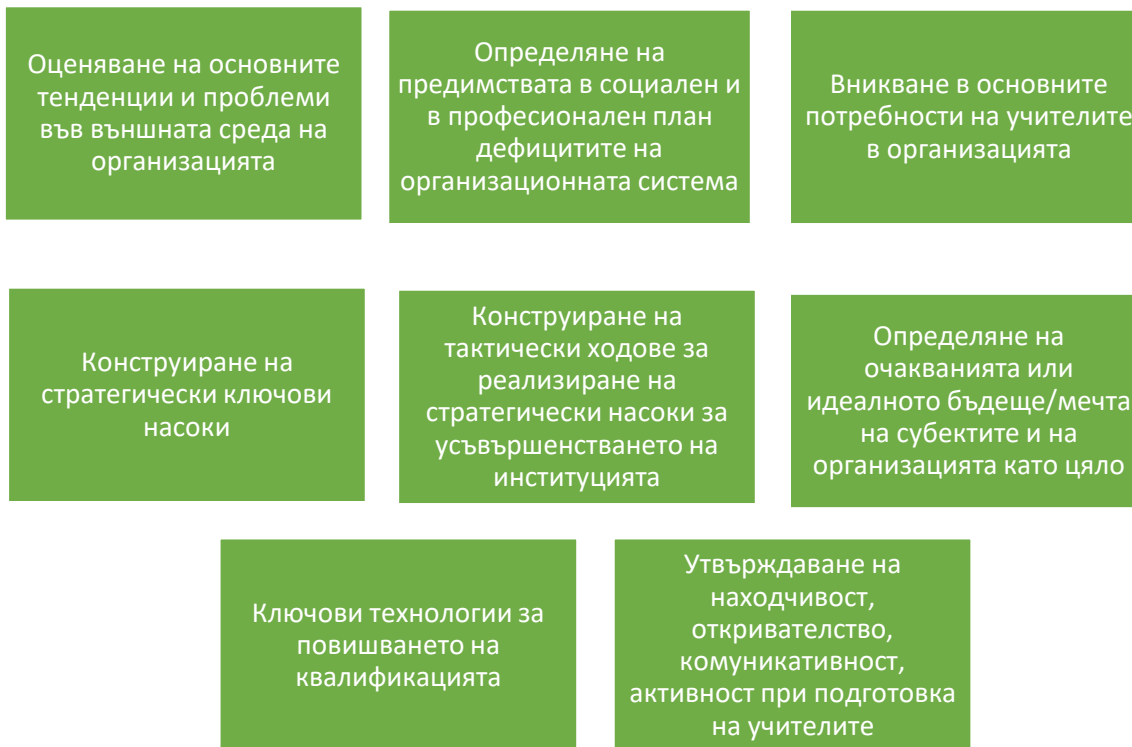 Оценяване на основните
тенденции и проблеми
във външната среда на
организацията
Определяне на
предимствата в социален и
в професионален план
дефицитите на
организационната система
Вникване в основните
потребности на учителите
в организацията
Конструиране на
стратегически ключови
насоки
Конструиране на
тактически ходове за
реализиране на
стратегически насоки за
усъвършенстването на
институцията
Определяне на
очакванията или
идеалното бъдеще/мечта
на субектите и на
организацията като цяло
Ключови технологии за
повишването на
квалификацията
Утвърждаване на
находчивост,
откривателство,
комуникативност,
активност при подготовка
на учителите